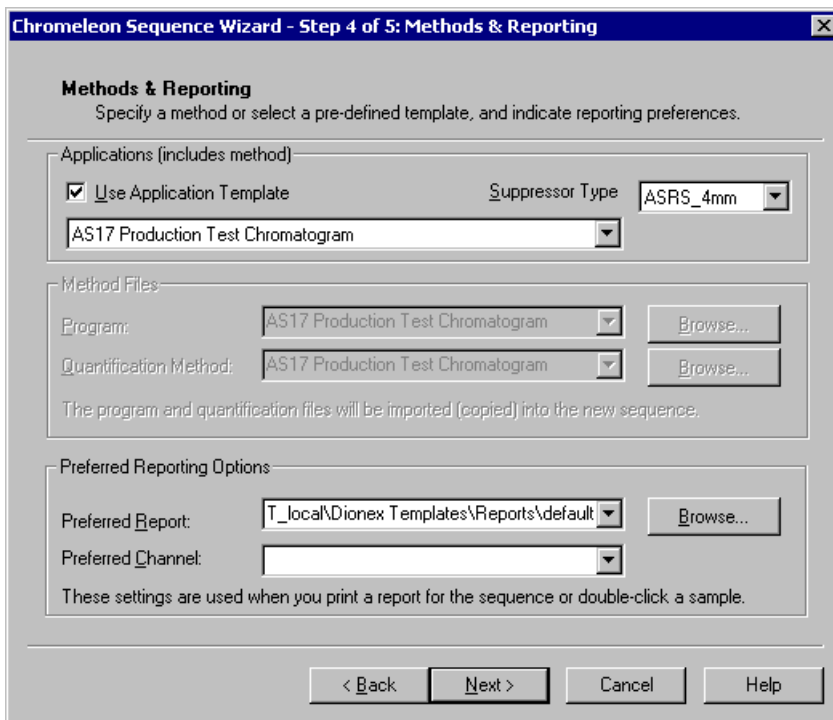 Chromeleon Sequence Wizard - Step 4 of 5: Methods & Reporting
Methods & Reporting
Specify a method or select a pre-defined template, and indicate reporting preferences.
Applications (includes method)
Use Application Template
Suppressor Type
ASRS_4mm
AS17 Production Test Chromatogram
Method Files
Program:
AS17 Production Test Chromatogram
Browse...
Quantification Method:
AS17 Production Test Chromatogram
Browse...
The program and quantification files will be imported (copied) into the new sequence.
Preferred Reporting Options
Preferred Report:
T_local\Dionex Templates\Reports\default
Browse...
Preferred Channel:
These settings are used when you print a report for the sequence or double-click a sample.
< Back
Next >
Cancel
Help